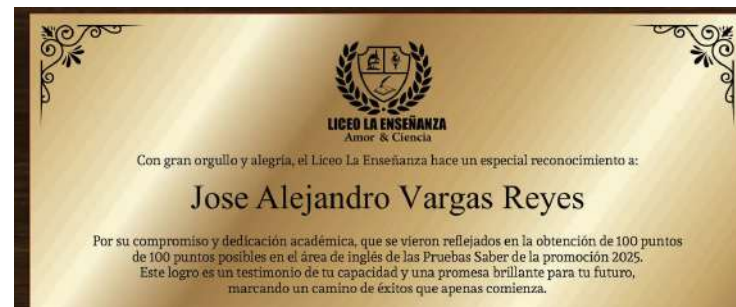 LICEO LA ENSEÑANZA
Amor & Ciencia
Con gran orgullo y alegría, el Liceo La Enseñanza hace un especial reconocimiento a:
Jose Alejandro Vargas Reyes
Por su compromiso y dedicación académica, que se vieron reflejados en la obtención de 100 puntos
de 100 puntos posibles en el área de inglés de las Pruebas Saber de la promoción 2025.
Este logro es un testimonio de tu capacidad y una promesa brillante para tu futuro,
marcando un camino de éxitos que apenas comienza.